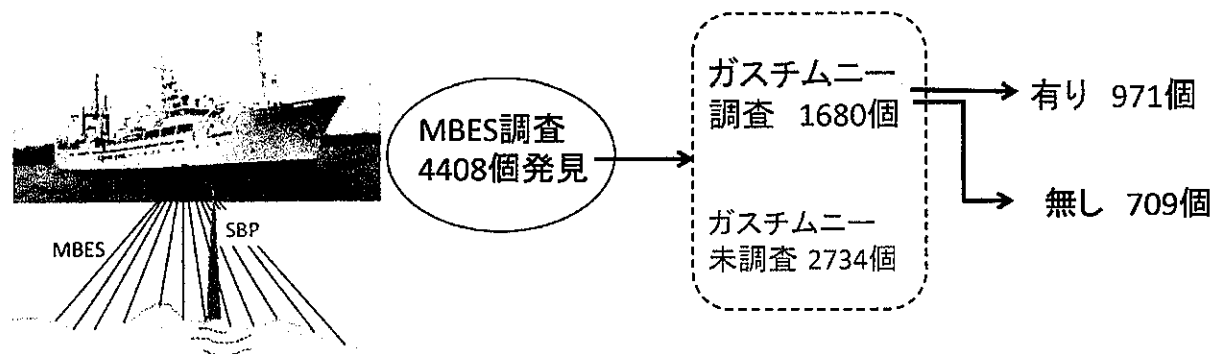 MBES調査
4408個発見
ガスチムニー
調査 1680個
有り 971個
無し 709個
ガスチムニー
未調査 2734個
MBES
SBP